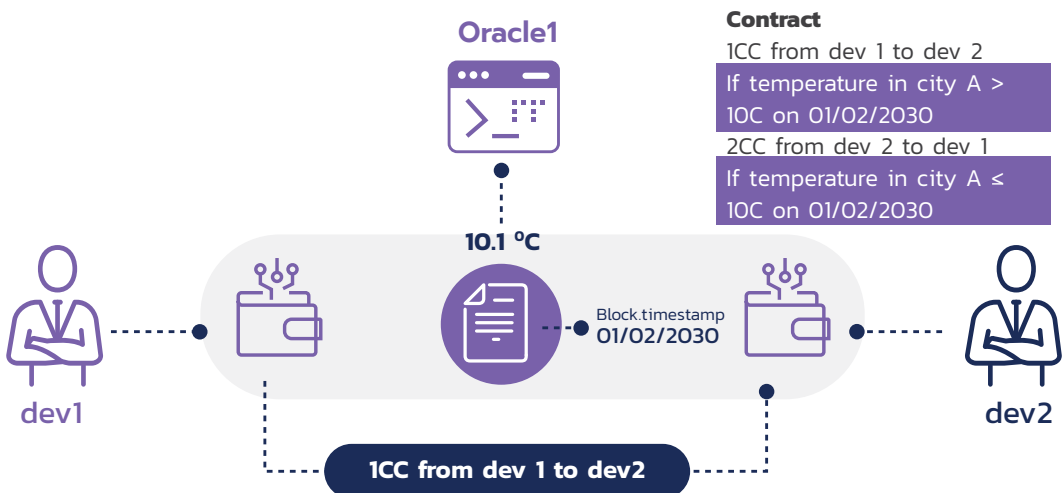 Oracle1
Contract
1CC from dev 1 to dev 2
If temperature in city A >
10C on 01/02/2030
2CC from dev 2 to dev 1
If temperature in city A ≤
10C on 01/02/2030
10.1 ºC
Block.timestamp
01/02/2030
dev1
dev2
1CC from dev 1 to dev2